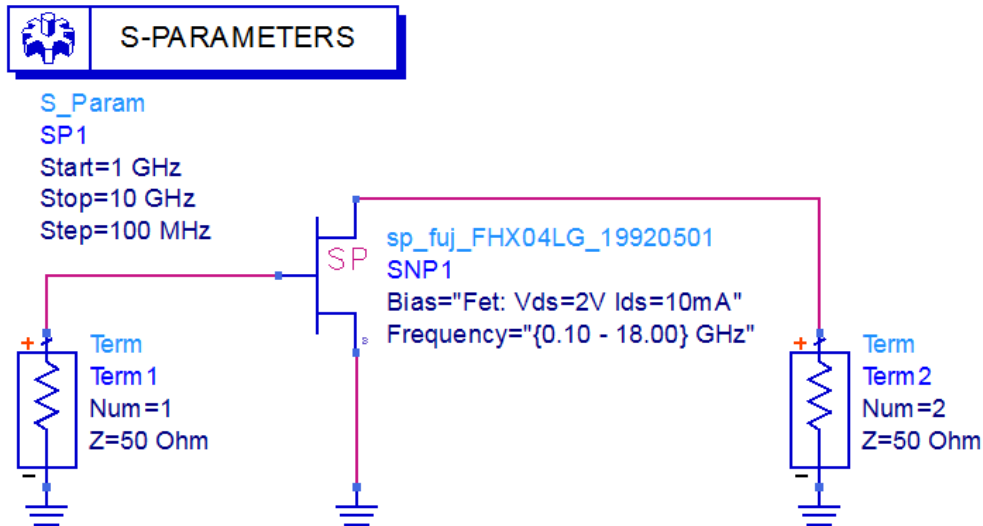 S-PARAMETERS
S_Param
SP1
Start=1 GHz
Stop=10 GHz
Step=100 MHz
SP
sp_fuj_FHX04LG_19920501
SNP1
Bias="Fet: Vds=2V Ids=10mA"
Frequency="{0.10 - 18.00} GHz"
s
+
Term
Term1
Num=1
Z=50 Ohm
-
+
Term
Term2
Num=2
Z=50 Ohm
-